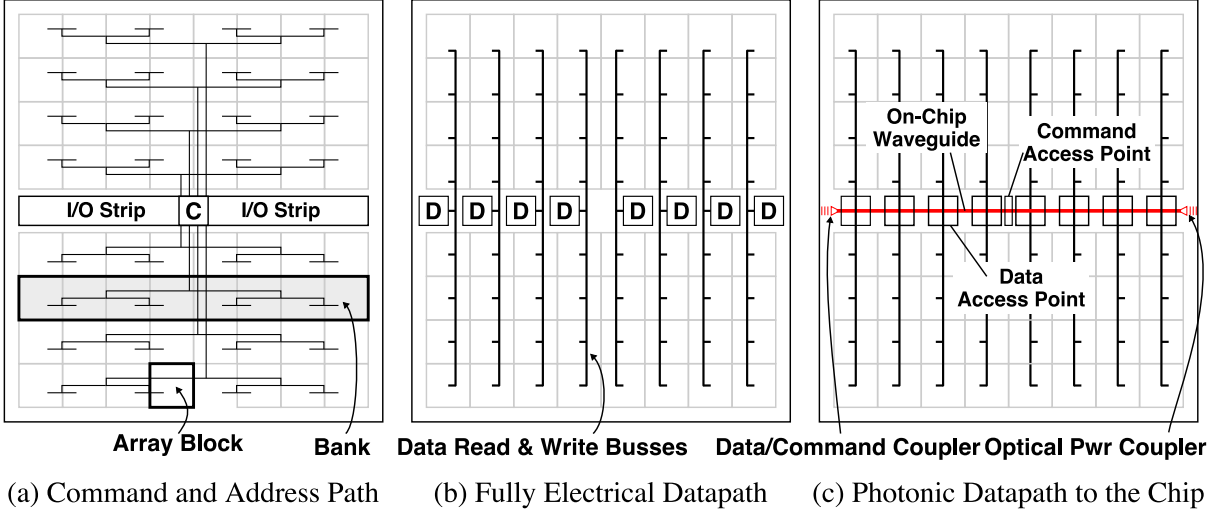 I/O Strip C I/O Strip
Array Block
Bank
(a) Command and Address Path
D D D D D D D D
Data Read & Write Busses
(b) Fully Electrical Datapath
On-Chip
Waveguide
Command
Access Point
Data
Access Point
Data/Command Coupler
Optical Pwr Coupler
(c) Photonic Datapath to the Chip